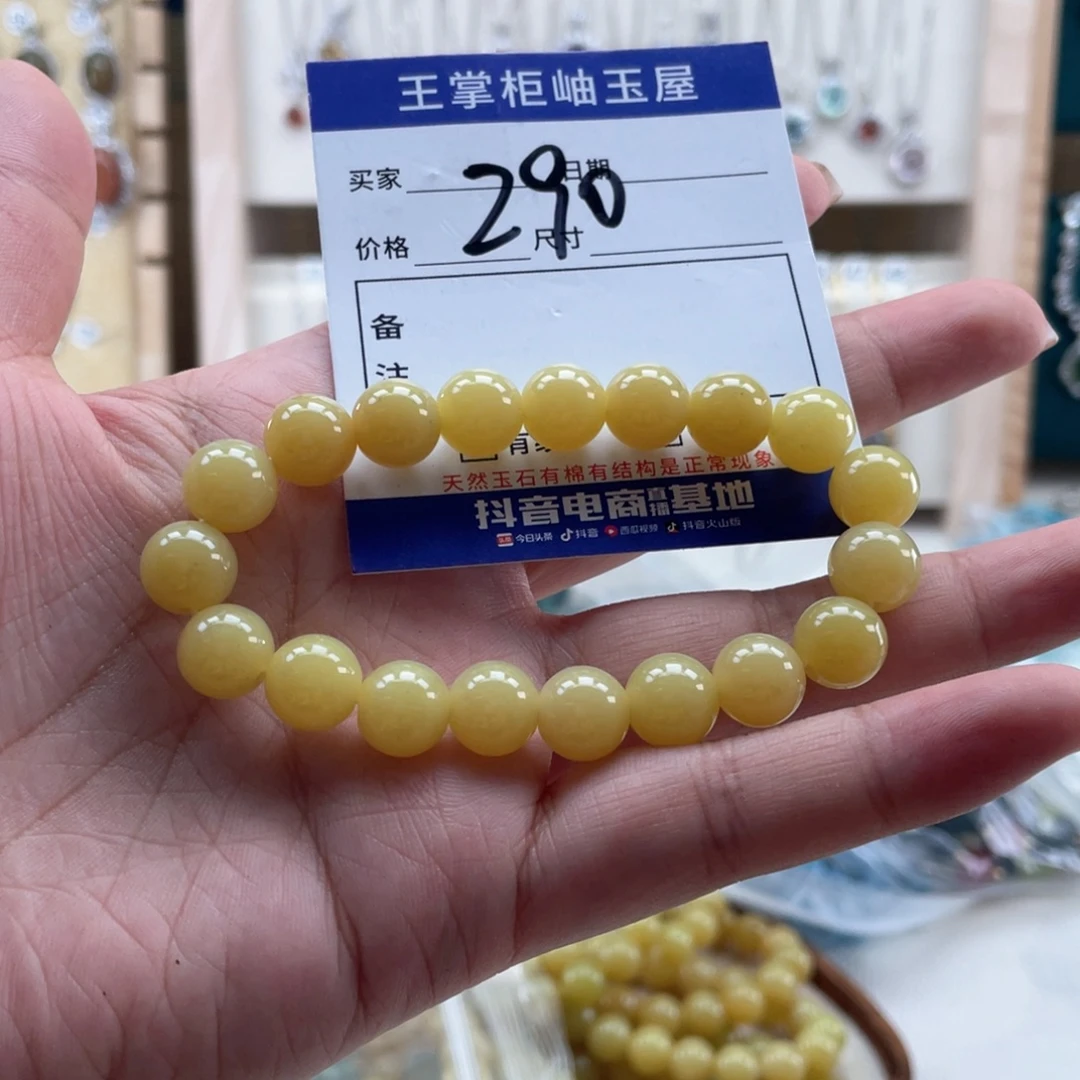 王掌柜岫玉屋
买家 日期
290
价格 尺寸
备
注
天然玉石有棉有结构是正常现象
抖音电商直播基地
头条 今日头条 抖音 西瓜视频 抖音火山版